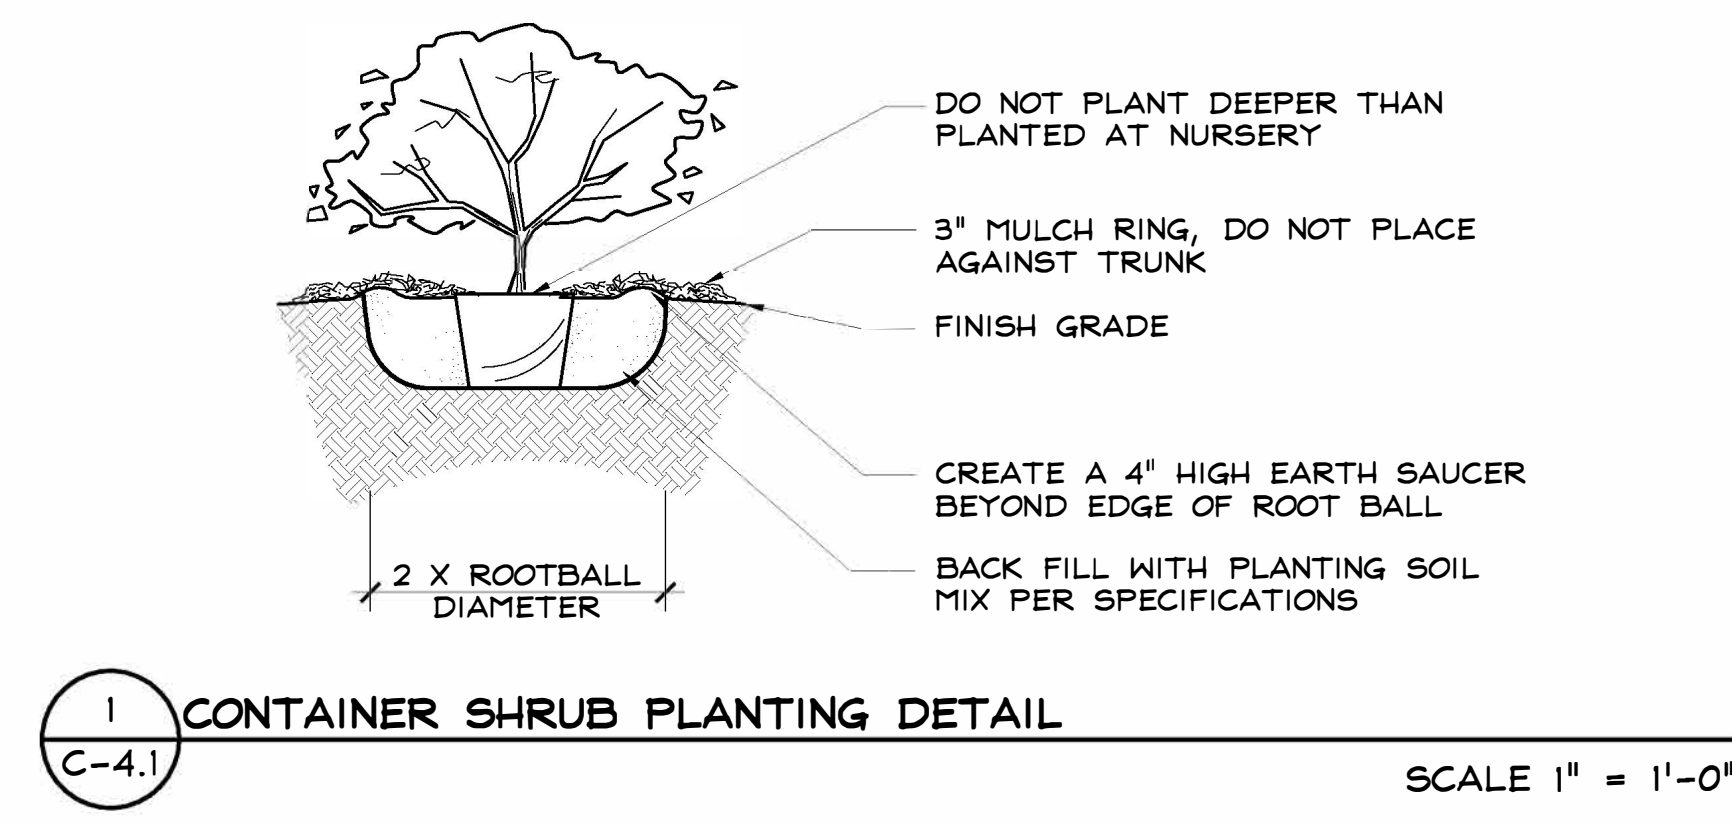 DO NOT PLANT DEEPER THAN
PLANTED AT NURSERY
3" MULCH RING, DO NOT PLACE
AGAINST TRUNK
FINISH GRADE
CREATE A 4" HIGH EARTH SAUCER
BEYOND EDGE OF ROOT BALL
BACK FILL WITH PLANTING SOIL
MIX PER SPECIFICATIONS
2 X ROOTBALL
DIAMETER
1
CONTAINER SHRUB PLANTING DETAIL
C-4.1
SCALE 1" = 1'-0"